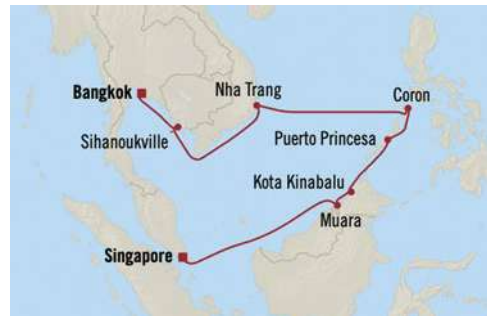 Bangkok
Nha Trang
Coron
Sihanoukville
Puerto Princesa
Kota Kinabalu
Muara
Singapore